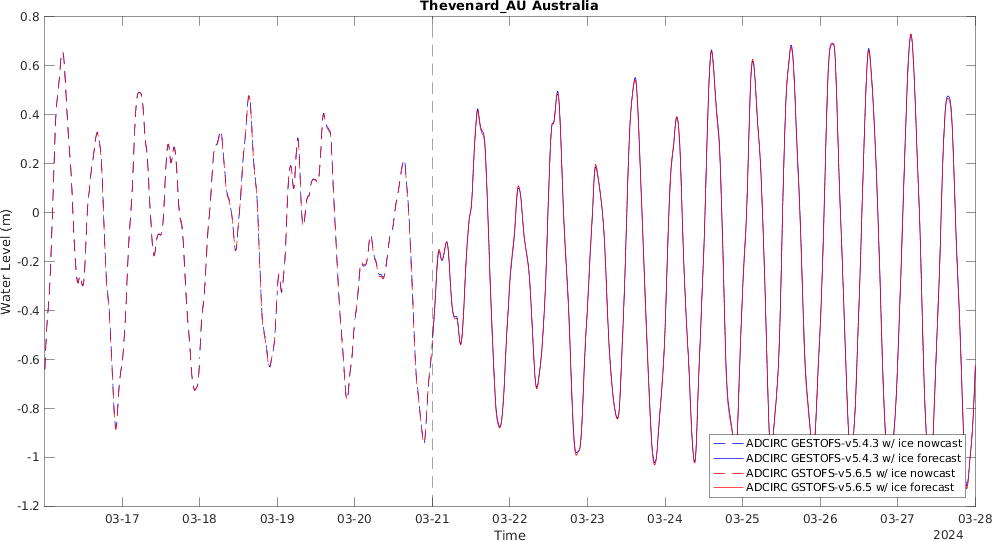 Thevenard_AU Australia
0.8
0.6
0.4
0.2
0
-0.2
-0.4
-0.6
-0.8
-1
-1.2
Water Level (m)
ADCIRC GESTOFS-v5.4.3 w/ ice nowcast
ADCIRC GESTOFS-v5.4.3 w/ ice forecast
ADCIRC GSTOFS-v5.6.5 w/ ice nowcast
ADCIRC GSTOFS-v5.6.5 w/ ice forecast
03-17 03-18 03-19 03-20 03-21 03-22 03-23 03-24 03-25 03-26 03-27 03-28
Time
2024